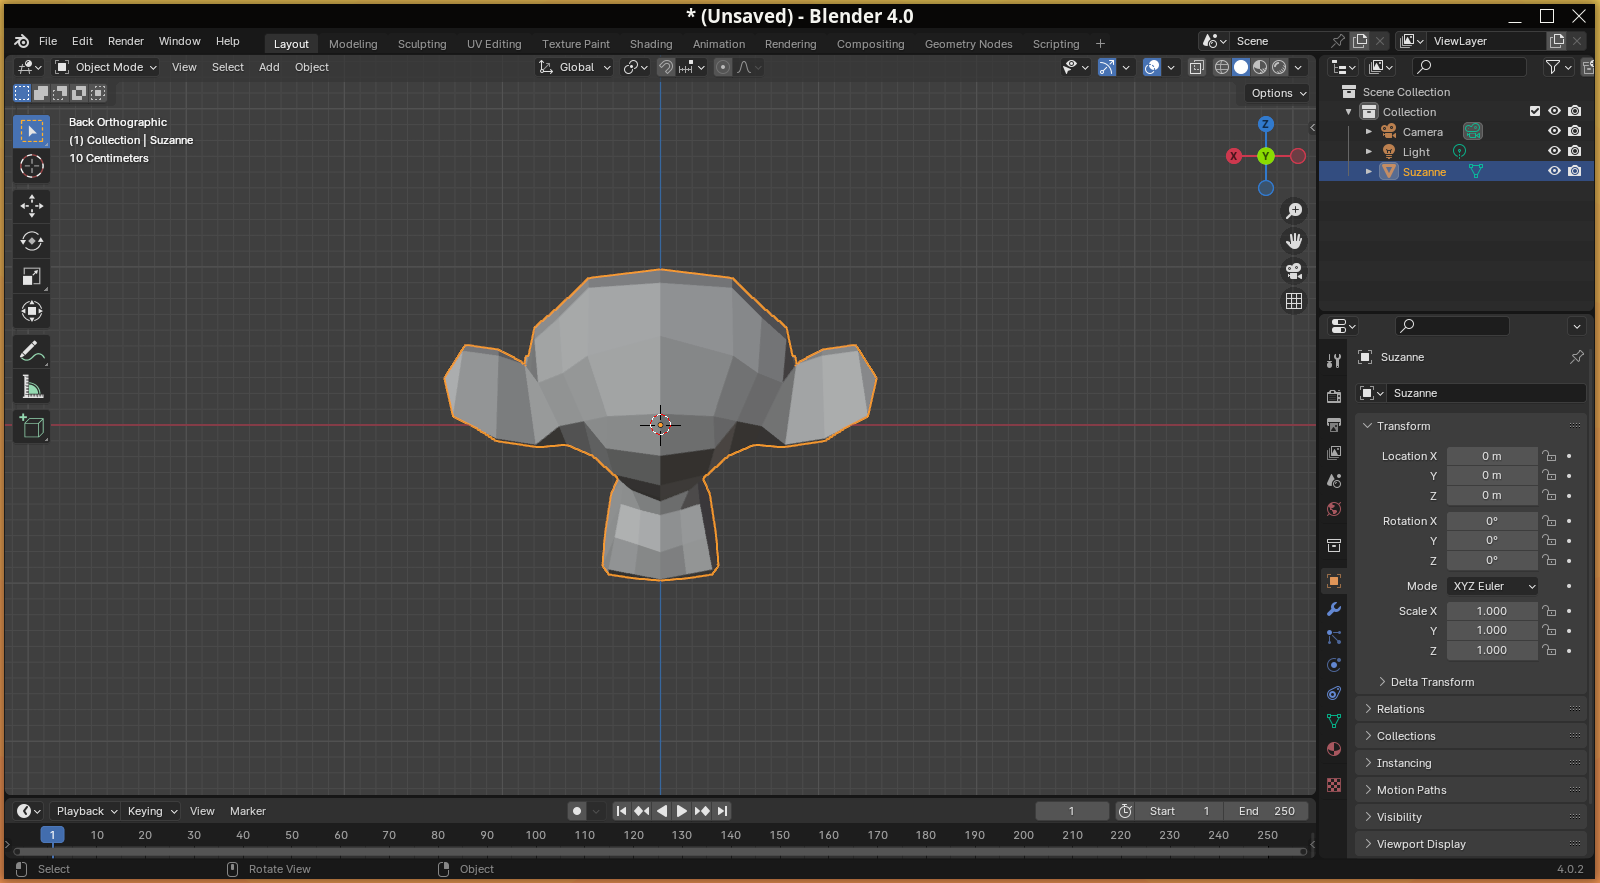 * (Unsaved) - Blender 4.0
File Edit Render Window Help Layout Modeling Sculpting UV Editing Texture Paint Shading Animation Rendering Compositing Geometry Nodes Scripting + Scene ViewLayer
Object Mode View Select Add Object Global
Options
Back Orthographic
(1) Collection | Suzanne
10 Centimeters
Z
X Y
Scene Collection
Collection
Camera
Light
Suzanne
Suzanne
Suzanne
Transform
Location X 0 m
Y 0 m
Z 0 m
Rotation X 0°
Y 0°
Z 0°
Mode XYZ Euler
Scale X 1.000
Y 1.000
Z 1.000
Delta Transform
Relations
Collections
Instancing
Motion Paths
Visibility
Viewport Display
Playback Keying View Marker 1 Start 1 End 250
1 10 20 30 40 50 60 70 80 90 100 110 120 130 140 150 160 170 180 190 200 210 220 230 240 250
Select Rotate View Object 4.0.2